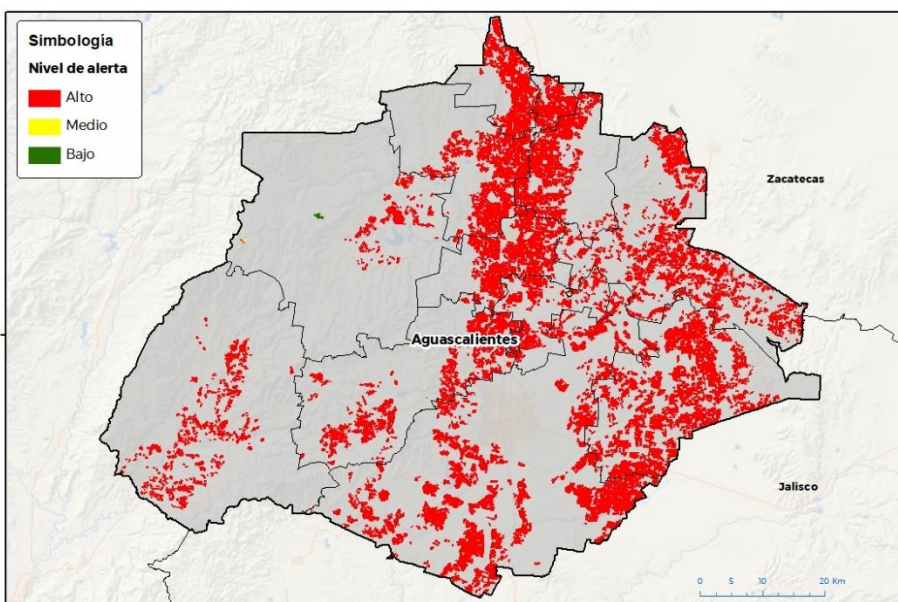 Simbología
Nivel de alerta
Alto
Medio
Bajo
Zacatecas
Aguascalientes
Jalisco
0 5 10 20 Km